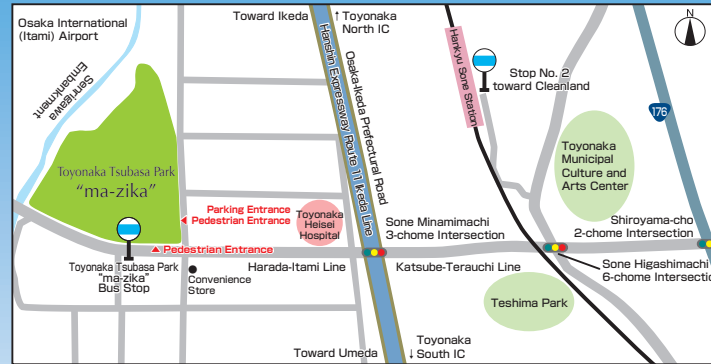 Osaka International
(Itami) Airport
Senrigawa
Embankment
Toyonaka Tsubasa Park
"ma-zika"
Parking Entrance
Pedestrian Entrance
Pedestrian Entrance
Toyonaka Tsubasa Park
"ma-zika"
Bus Stop
Convenience
Store
Harada-Itami Line
Toyonaka
Heisei
Hospital
Toward Ikeda
↑ Toyonaka
North IC
Hanshin Expressway Route 11 Ikeda Line
Osaka-Ikeda Prefectural Road
Sone Minamimachi
3-chome Intersection
Katsube-Terauchi Line
Toward Umeda
Toyonaka
↓ South IC
Hankyu Sone Station
Stop No. 2
toward Cleanland
Toyonaka
Municipal
Culture and
Arts Center
Teshima Park
176
Shiroyama-cho
2-chome Intersection
Sone Higashimachi
6-chome Intersectio
N